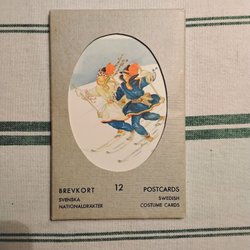 BREVKORT 12 POSTCARDS
SVENSKA SWEDISH
NATIONALDRÄKTER COSTUME CARDS